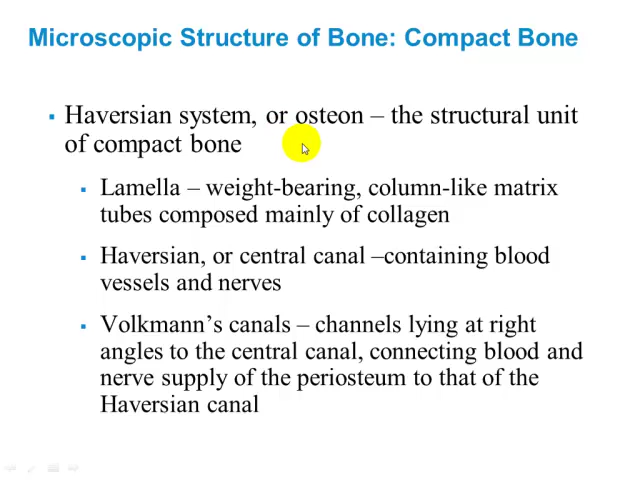 Microscopic Structure of Bone: Compact Bone
Haversian system, or osteon – the structural unit
of compact bone
Lamella – weight-bearing, column-like matrix
tubes composed mainly of collagen
Haversian, or central canal –containing blood
vessels and nerves
Volkmann’s canals – channels lying at right
angles to the central canal, connecting blood and
nerve supply of the periosteum to that of the
Haversian canal